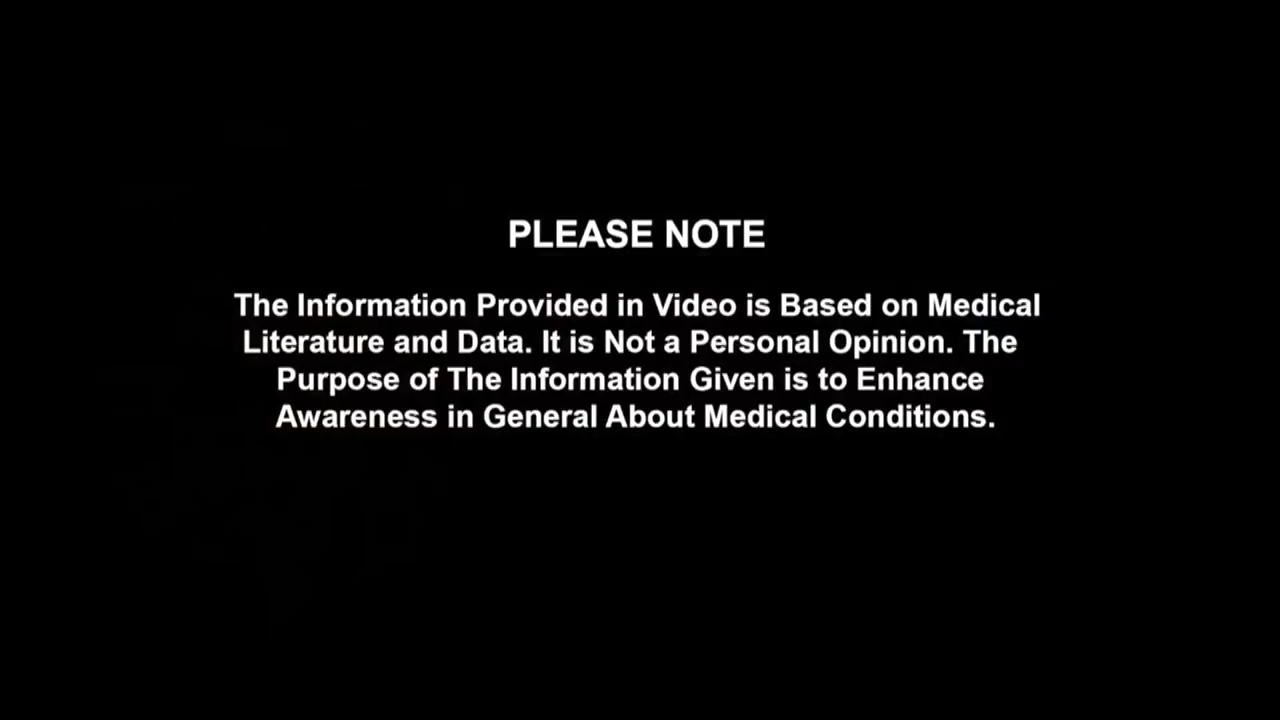 PLEASE NOTE
The Information Provided in Video is Based on Medical
Literature and Data. It is Not a Personal Opinion. The
Purpose of The Information Given is to Enhance
Awareness in General About Medical Conditions.